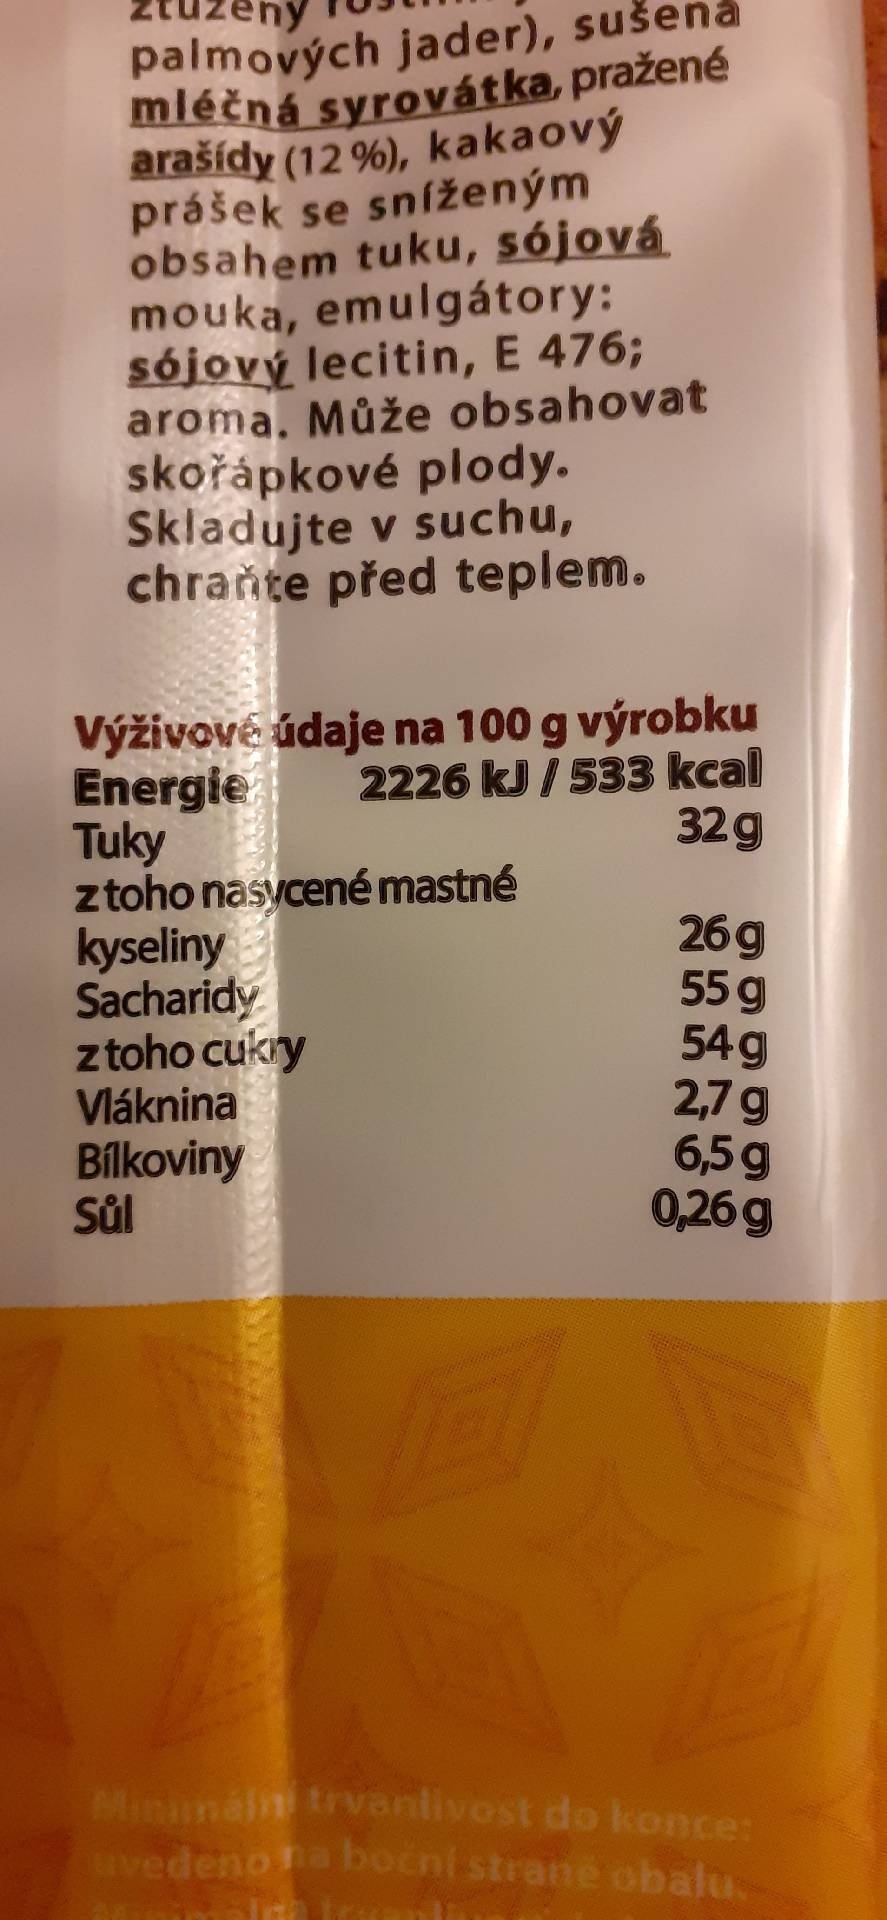 ztužený
palmových jader), sušená
mléčná syrovátka, pražené
arašídy (12 %), kakaový
prášek se sníženým
obsahem tuku, sójová
mouka, emulgátory:
sójový lecitin, E 476;
aroma. Může obsahovat
skořápkové plody.
Skladujte v suchu,
chraňte před teplem.
Výživové údaje na 100 g výrobku
Energie 2226 kJ / 533 kcal
Tuky 32 g
z toho nasycené mastné
kyseliny 26 g
Sacharidy 55 g
z toho cukry 54 g
Vláknina 2,7 g
Bílkoviny 6,5 g
Sůl 0,26 g
Minimální trvanlivost do konce:
uvedeno na boční straně obalu.